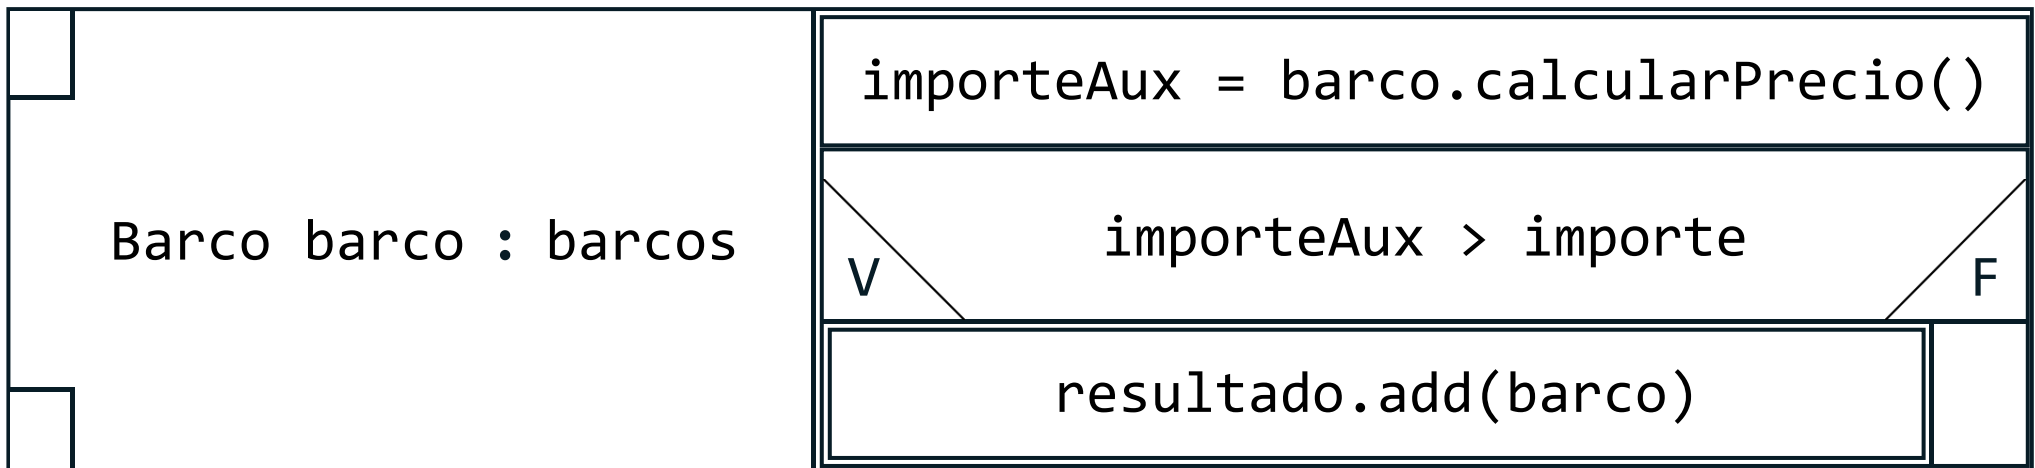 importeAux = barco.calcularPrecio()
Barco barco : barcos
importeAux > importe
V
F
resultado.add(barco)